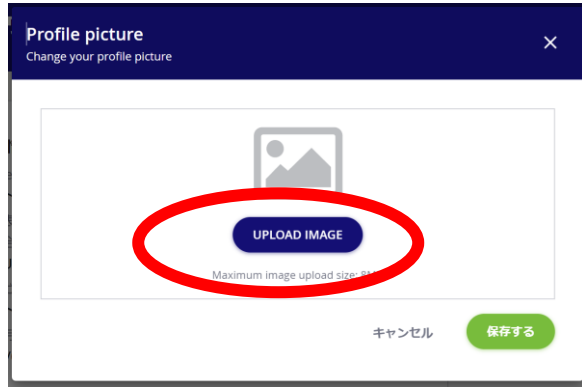 Profile picture
Change your profile picture
UPLOAD IMAGE
Maximum image upload size:
キャンセル
保存する